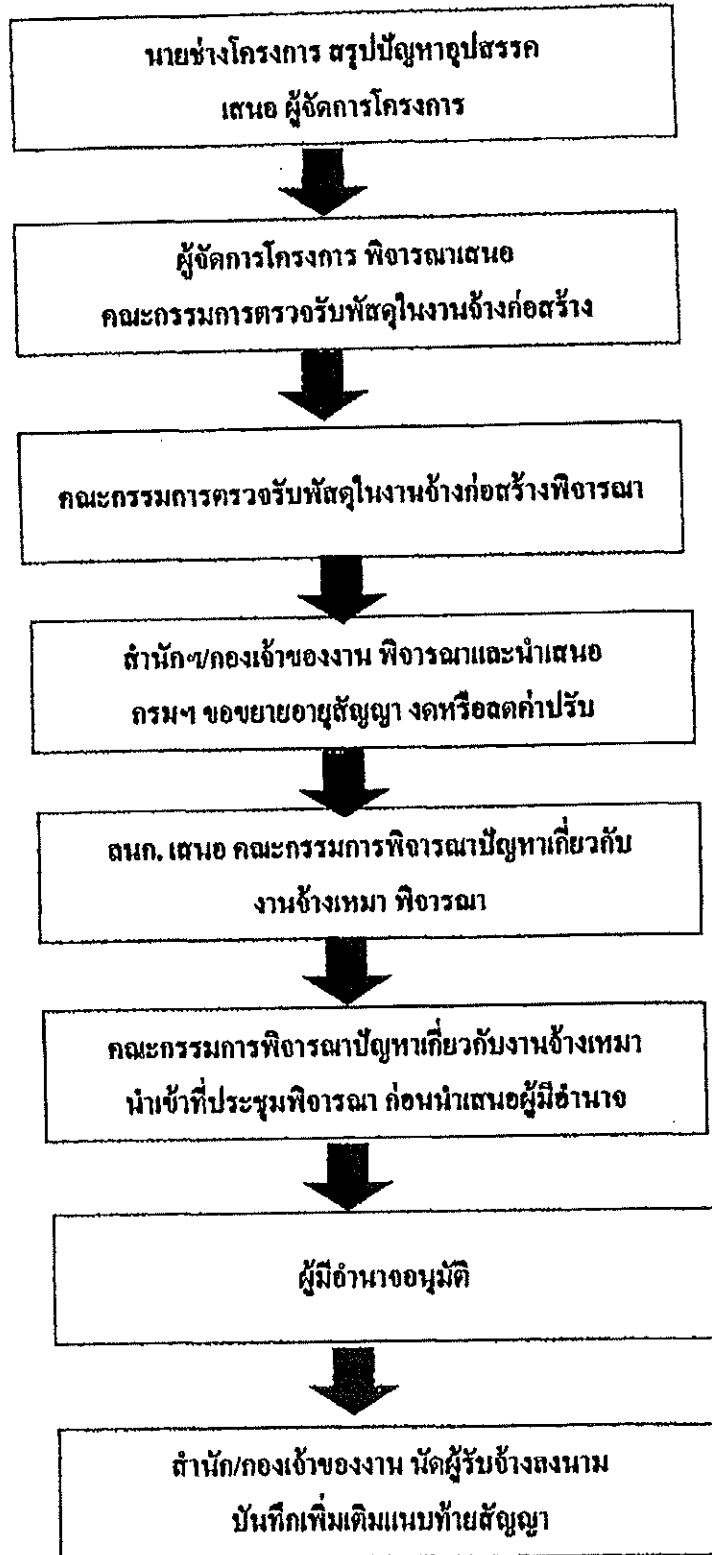 นายช่างโครงการ สรุปปัญหาอุปสรรค
เสนอ ผู้จัดการโครงการ
ผู้จัดการโครงการ พิจารณาเสนอ
คณะกรรมการตรวจรับพัสดุในงานจ้างก่อสร้าง
คณะกรรมการตรวจรับพัสดุในงานจ้างก่อสร้างพิจารณา
สำนักฯ/กองเจ้าของงาน พิจารณาและนำเสนอ
กรมฯ ขอขยายอายุสัญญา งดหรือลดค่าปรับ
สนก. เสนอ คณะกรรมการพิจารณาปัญหาเกี่ยวกับ
งานจ้างเหมา พิจารณา
คณะกรรมการพิจารณาปัญหาเกี่ยวกับงานจ้างเหมา
นำเข้าที่ประชุมพิจารณา ก่อนนำเสนอผู้มีอำนาจ
ผู้มีอำนาจอนุมัติ
สำนัก/กองเจ้าของงาน นัดผู้รับจ้างลงนาม
บันทึกเพิ่มเติมแนบท้ายสัญญา